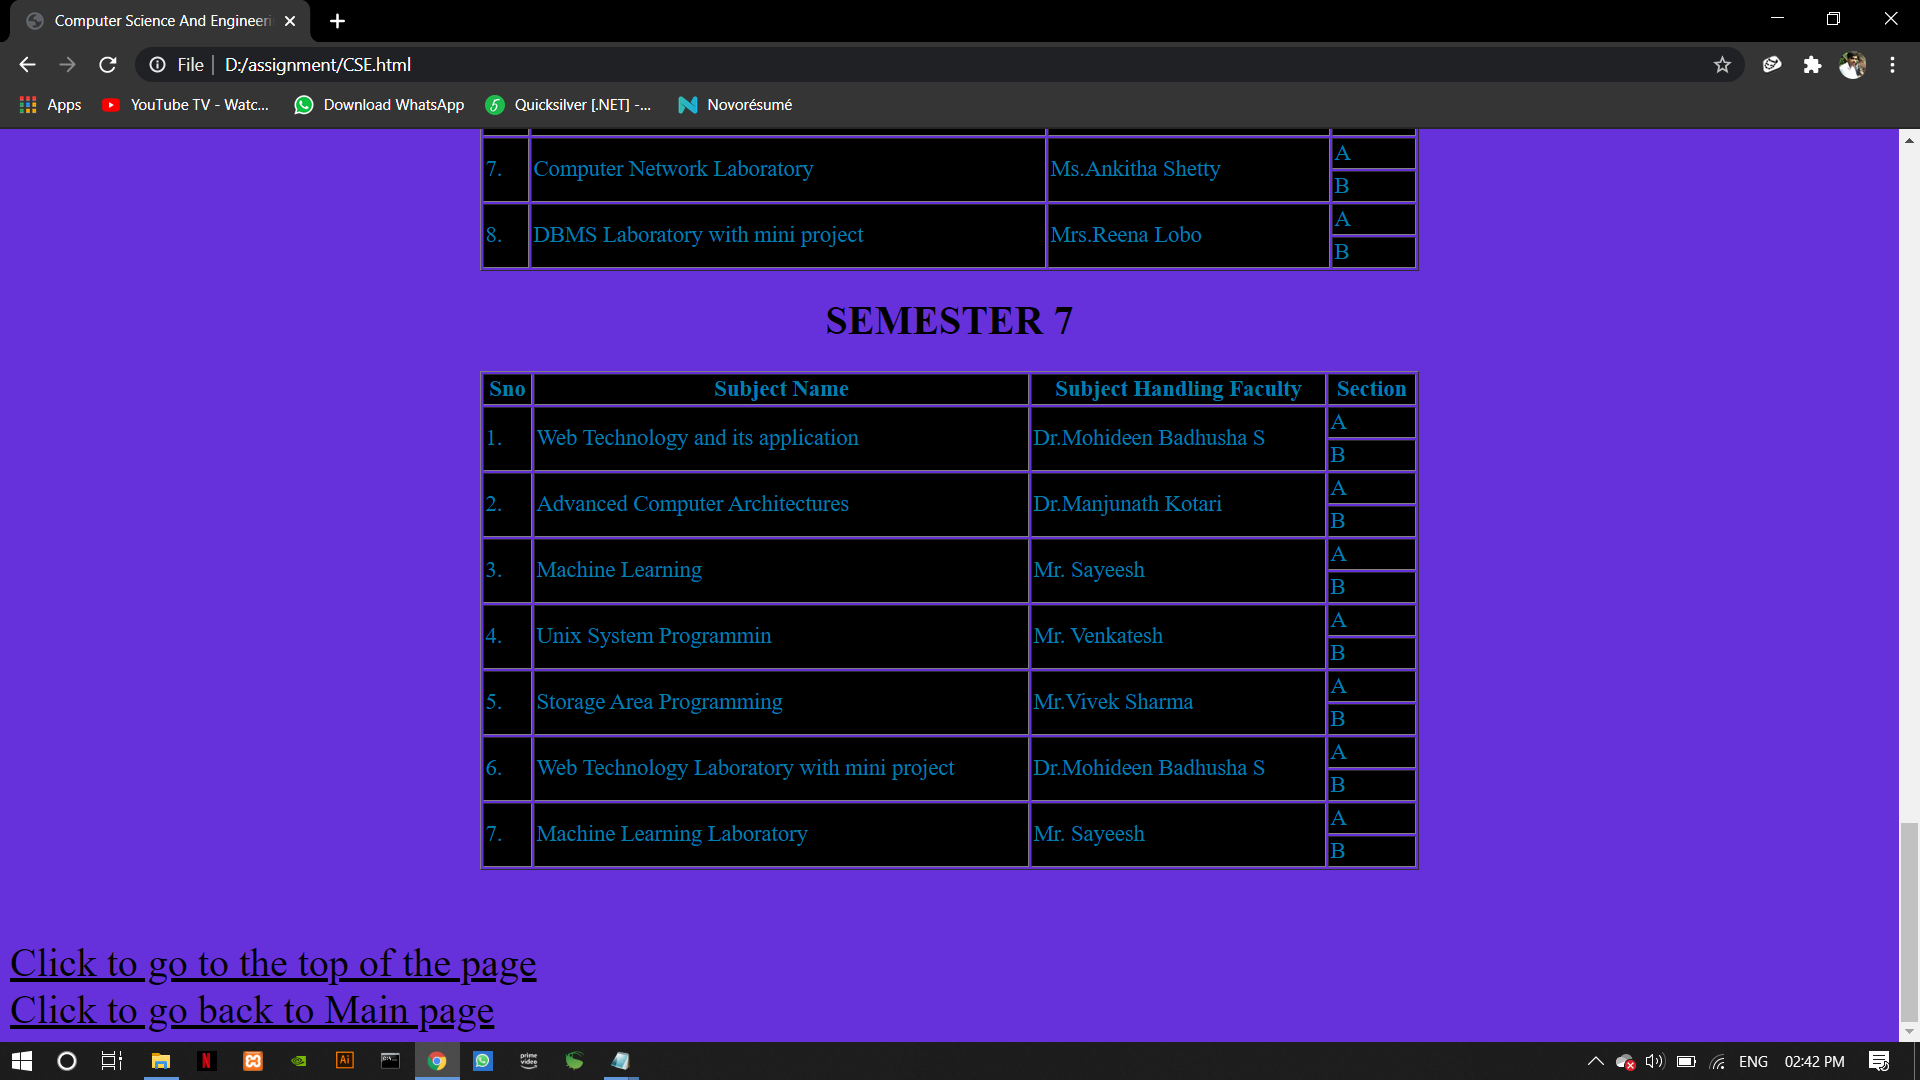 Computer Science And Engineeri
File | D:/assignment/CSE.html
Apps YouTube TV - Watc... Download WhatsApp Quicksilver [.NET] -... Novorésumé
7. Computer Network Laboratory Ms.Ankitha Shetty A
B
8. DBMS Laboratory with mini project Mrs.Reena Lobo A
B
SEMESTER 7
Sno Subject Name Subject Handling Faculty Section
1. Web Technology and its application Dr.Mohideen Badhusha S A
B
2. Advanced Computer Architectures Dr.Manjunath Kotari A
B
3. Machine Learning Mr. Sayeesh A
B
4. Unix System Programmin Mr. Venkatesh A
B
5. Storage Area Programming Mr.Vivek Sharma A
B
6. Web Technology Laboratory with mini project Dr.Mohideen Badhusha S A
B
7. Machine Learning Laboratory Mr. Sayeesh A
B
Click to go to the top of the page
Click to go back to Main page
N Ai prime video ENG 02:42 PM